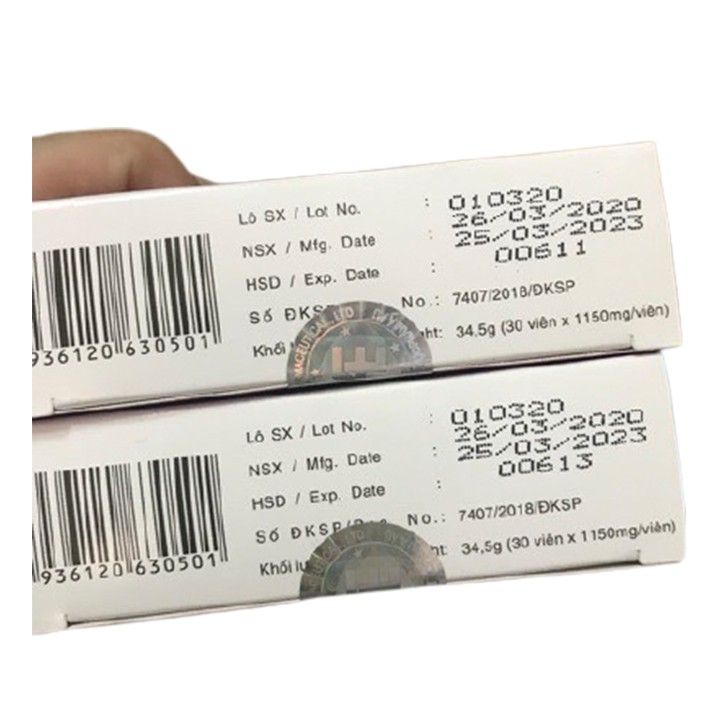 Lô SX / Lot No. : 010320
NSX / Mfg. Date : 26/03/2020
HSD / Exp. Date : 25/03/2023
00611
Số ĐKSP No.: 7407/2018/ĐKSP
Khối 34,5g (30 viên x 1150mg/viên)
MACEUTICAL LTD
936120 630501
Lô SX / Lot No. : 010320
NSX / Mfg. Date : 26/03/2020
HSD / Exp. Date : 25/03/2023
00613
Số ĐKSP No.: 7407/2018/ĐKSP
Khối 34,5g (30 viên x 1150mg/viên)
936120 630501